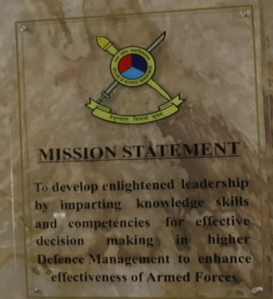 MISSION STATEMENT
To develop enlightened leadership
by imparting knowledge skills
and competencies for effective
decision making in higher
Defence Management to enhance
effectiveness of Armed Forces